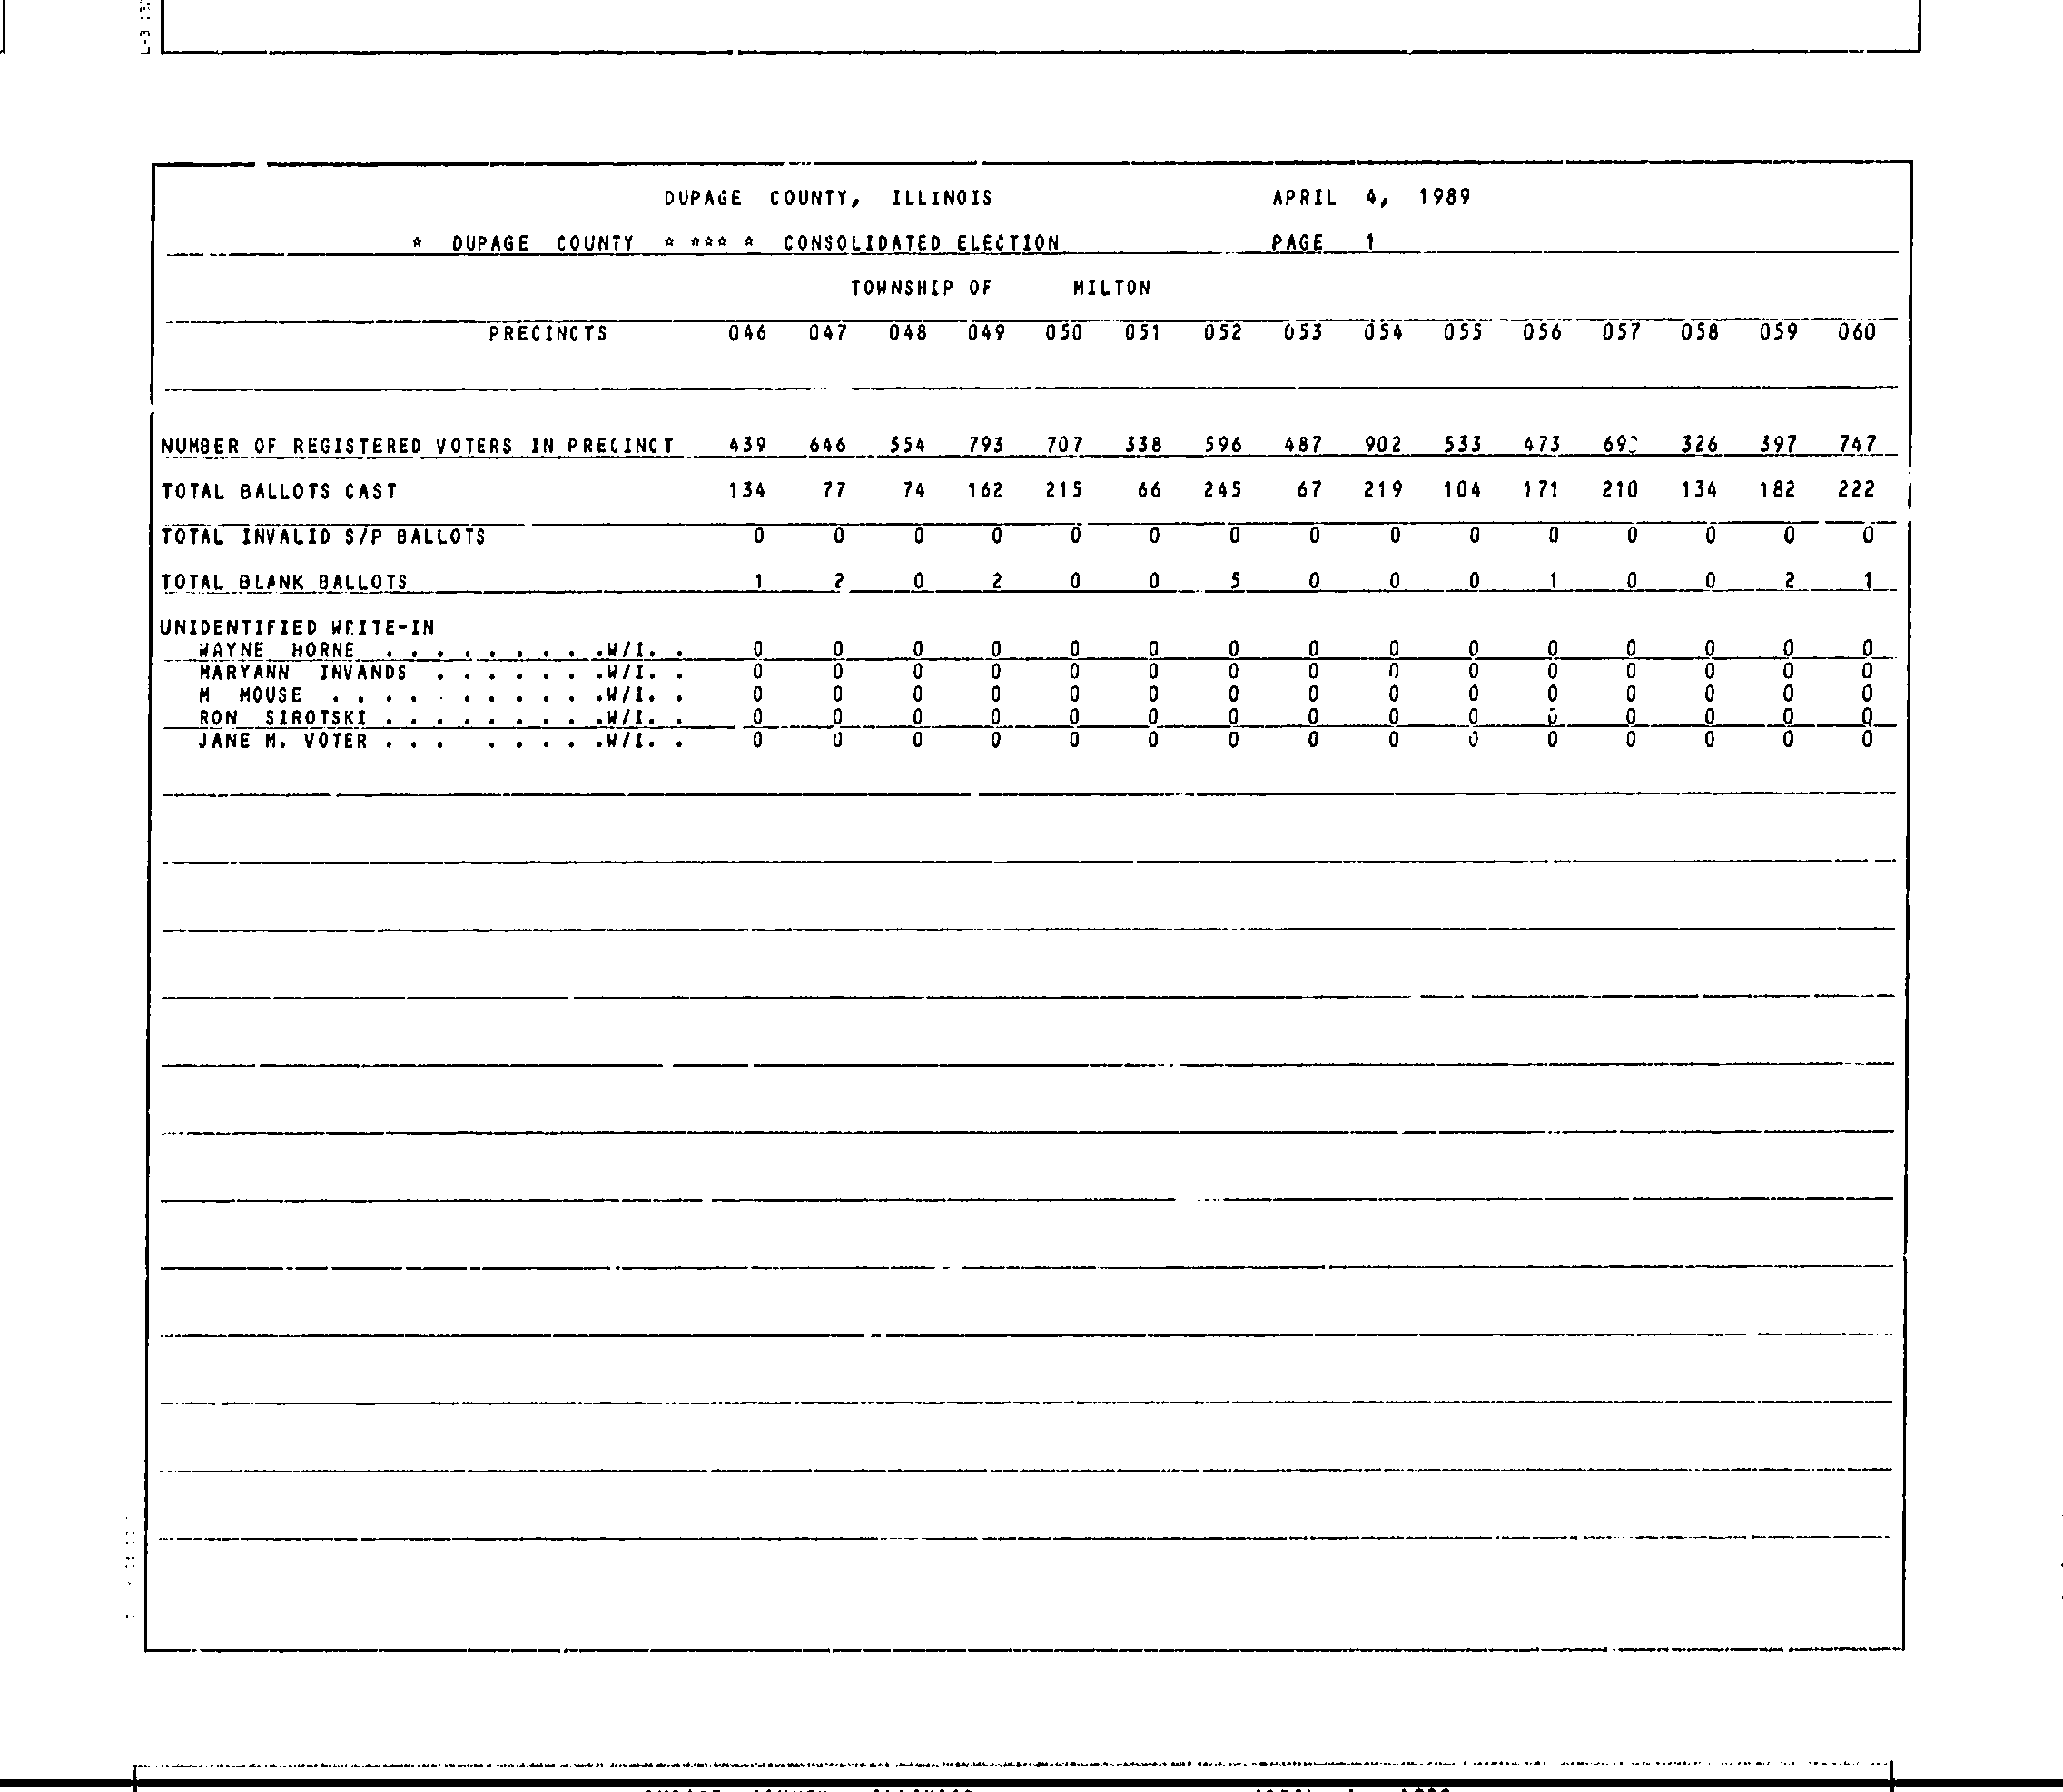 DUPAGE COUNTY, ILLINOIS APRIL 4, 1989
* DUPAGE COUNTY * *** * CONSOLIDATED ELECTION PAGE 1
TOWNSHIP OF MILTON
PRECINCTS 046 047 048 049 050 051 052 053 054 055 056 057 058 059 060
NUMBER OF REGISTERED VOTERS IN PRECINCT 439 646 554 793 707 338 596 487 902 533 473 326 397 747
TOTAL BALLOTS CAST 134 77 74 162 215 66 245 67 219 104 171 210 134 182 222
TOTAL INVALID S/P BALLOTS 0 0 0 0 0 0 0 0 0 0 0 0 0 0 0
TOTAL BLANK BALLOTS 1 2 0 2 0 0 5 0 0 0 1 0 0 2 1
UNIDENTIFIED WRITE-IN
WAYNE HORNE . . . . . . . . .W/I. . 0 0 0 0 0 0 0 0 0 0 0 0 0 0 0
MARYANN INVANDS . . . . . . .W/I. . 0 0 0 0 0 0 0 0 0 0 0 0 0 0 0
M MOUSE . . . . . . . . . . .W/I. . 0 0 0 0 0 0 0 0 0 0 0 0 0 0 0
RON SIROTSKI . . . . . . . . .W/I. . 0 0 0 0 0 0 0 0 0 0 0 0 0 0 0
JANE M. VOTER . . . . . . . . .W/I. . 0 0 0 0 0 0 0 0 0 0 0 0 0 0 0